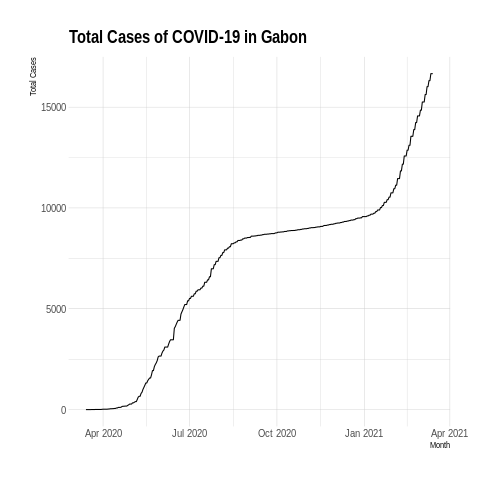 Total Cases of COVID-19 in Gabon
Total Cases
15000
10000
5000
0
Apr 2020 Jul 2020 Oct 2020 Jan 2021 Apr 2021
Month